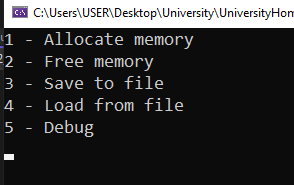 C:\Users\USER\Desktop\University\UniversityHom
1 - Allocate memory
2 - Free memory
3 - Save to file
4 - Load from file
5 - Debug